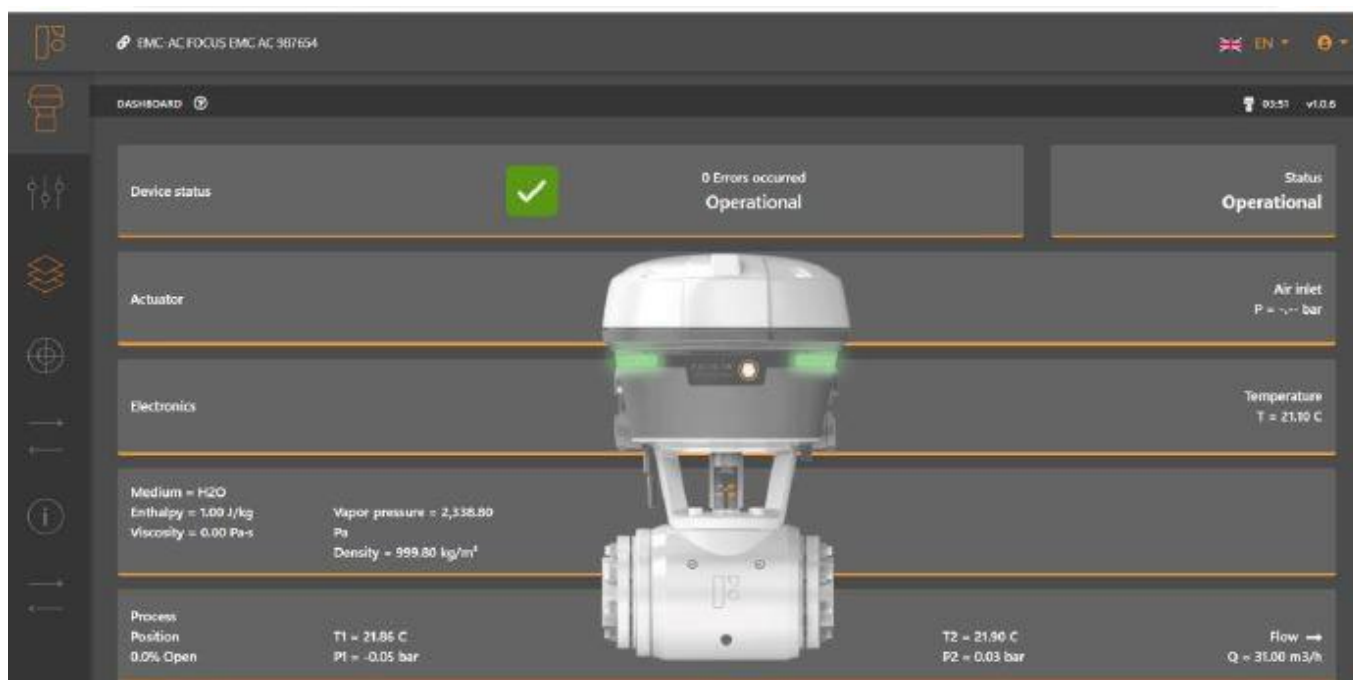 EMC-AC FOCUS EMC AC 987654
EN
DASHBOARD
03:51 v1.0.6
Device status
0 Errors occurred
Operational
Status
Operational
Actuator
Air inlet
P = -,-- bar
Electronics
Temperature
T = 21.10 C
Medium = H2O
Enthalpy = 1.00 J/kg
Viscosity = 0.00 Pa-s
Vapor pressure = 2,338.80
Pa
Density = 999.80 kg/m³
Process
Position
0.0% Open
T1 = 21.86 C
P1 = -0.05 bar
T2 = 21.90 C
P2 = 0.03 bar
Flow →
Q = 31.00 m3/h